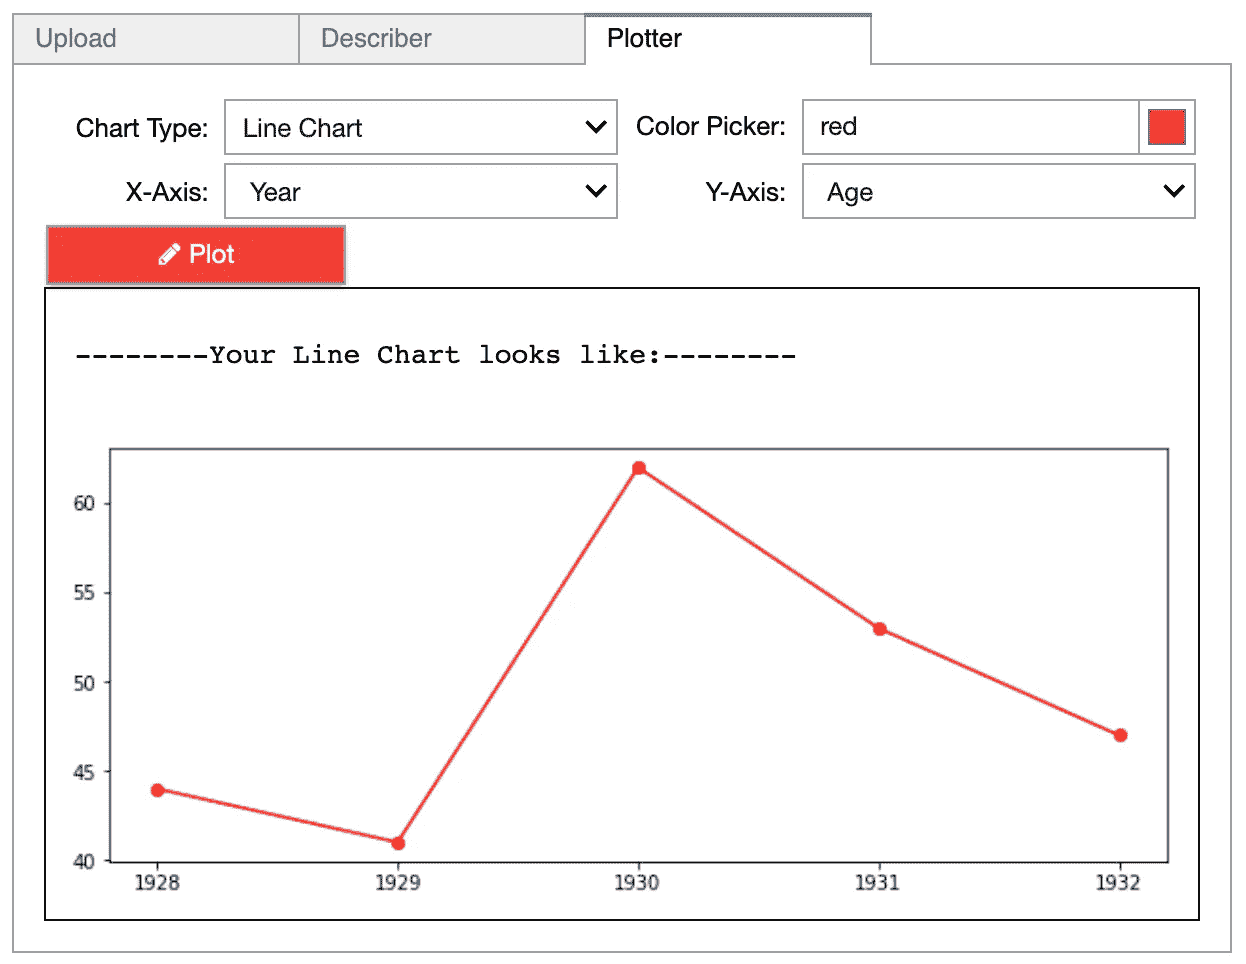 Upload Describer Plotter
Chart Type: Line Chart Color Picker: red
X-Axis: Year Y-Axis: Age
Plot
--------Your Line Chart looks like:--------
60
55
50
45
40
1928 1929 1930 1931 1932